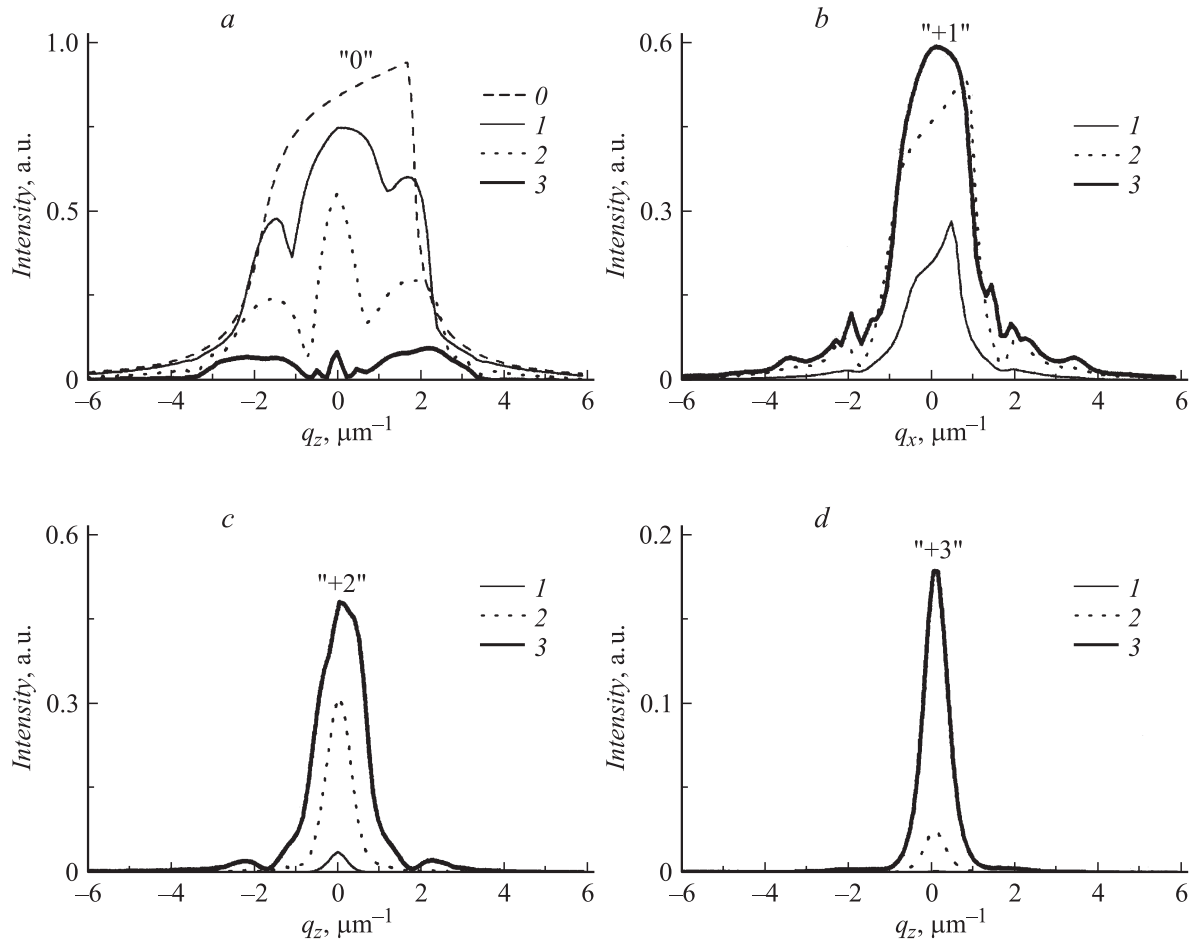 a
"0"
1.0
0.5
0
Intensity, a.u.
0
1
2
3
−6 −4 −2 0 2 4 6
q_z, μm⁻¹
b
"+1"
0.6
0.3
0
Intensity, a.u.
1
2
3
−6 −4 −2 0 2 4 6
q_x, μm⁻¹
c
"+2"
0.6
0.3
0
Intensity, a.u.
1
2
3
−6 −4 −2 0 2 4 6
q_z, μm⁻¹
d
"+3"
0.2
0.1
0
Intensity, a.u.
1
2
3
−6 −4 −2 0 2 4 6
q_z, μm⁻¹